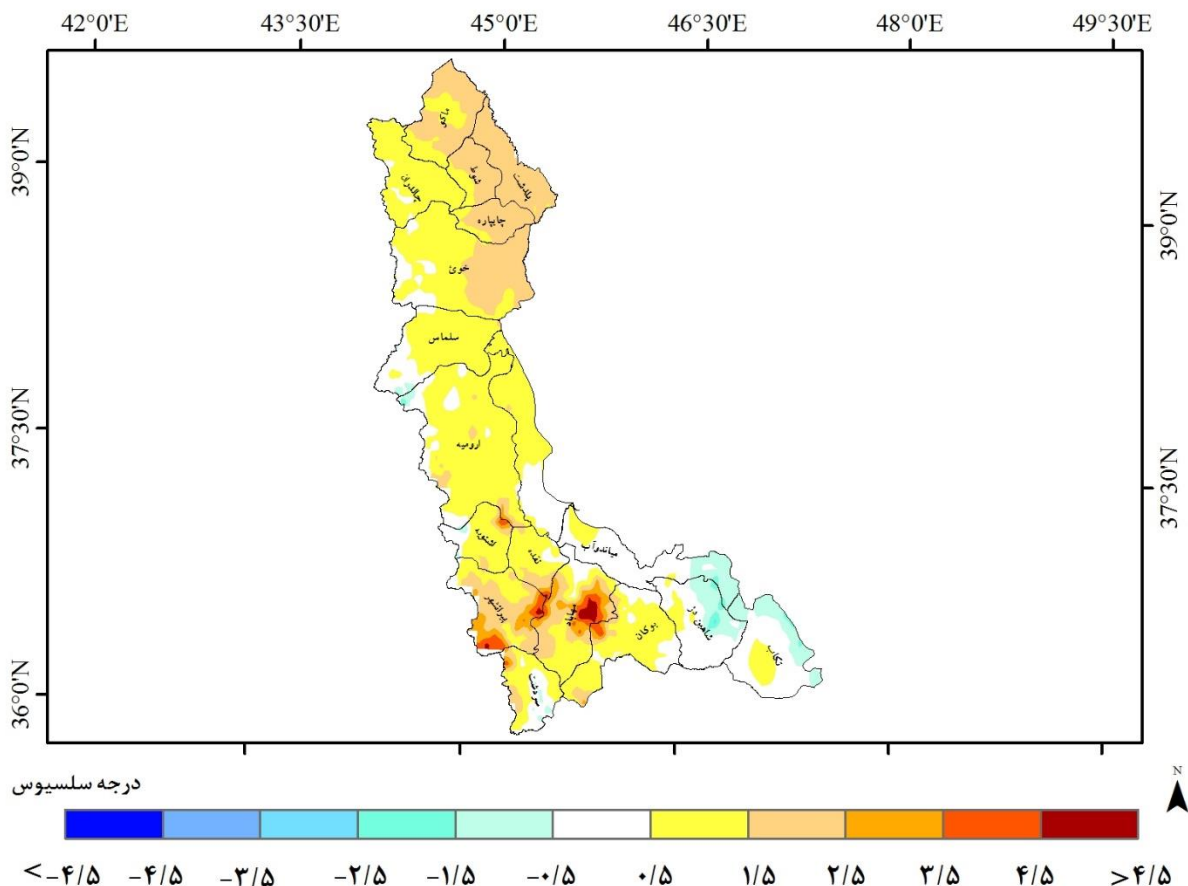 42°0'E 43°30'E 45°0'E 46°30'E 48°0'E 49°30'E
39°0'N
39°0'N
37°30'N
37°30'N
36°0'N
ماکو
شوط
پلدشت
چالدران
چایپاره
خوی
سلماس
ارومیه
اشنویه
نقده
میاندوآب
پیرانشهر
مهاباد
بوکان
شاهین دژ
تکاب
سردشت
درجه سلسیوس
N
<-۴/۵ -۴/۵ -۳/۵ -۲/۵ -۱/۵ -۰/۵ ۰/۵ ۱/۵ ۲/۵ ۳/۵ ۴/۵ >۴/۵